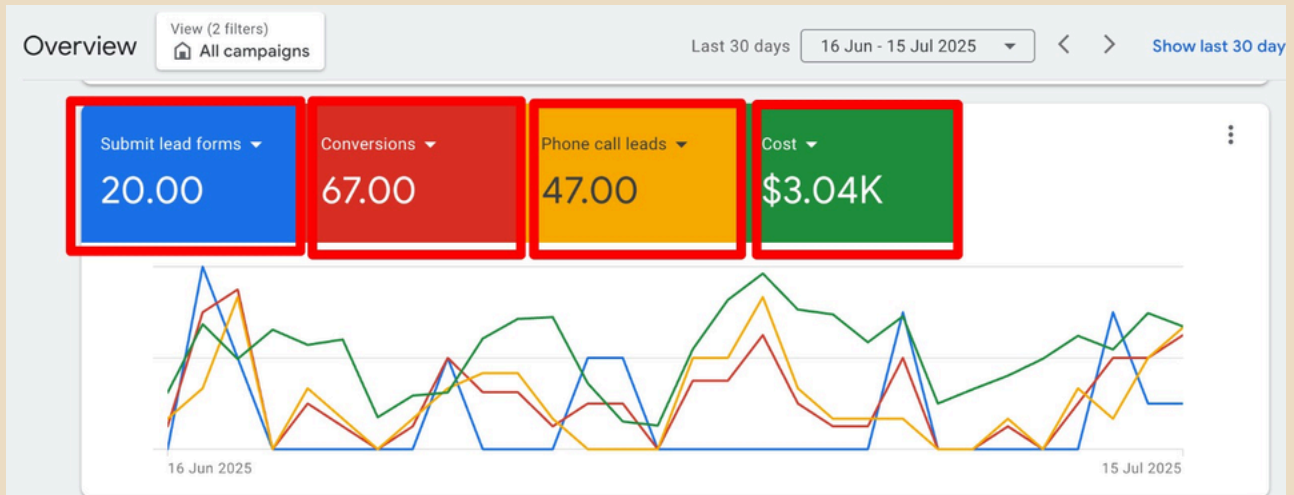 Overview
View (2 filters)
All campaigns
Last 30 days
16 Jun - 15 Jul 2025
Show last 30 day
Submit lead forms
20.00
Conversions
67.00
Phone call leads
47.00
Cost
$3.04K
16 Jun 2025
15 Jul 2025